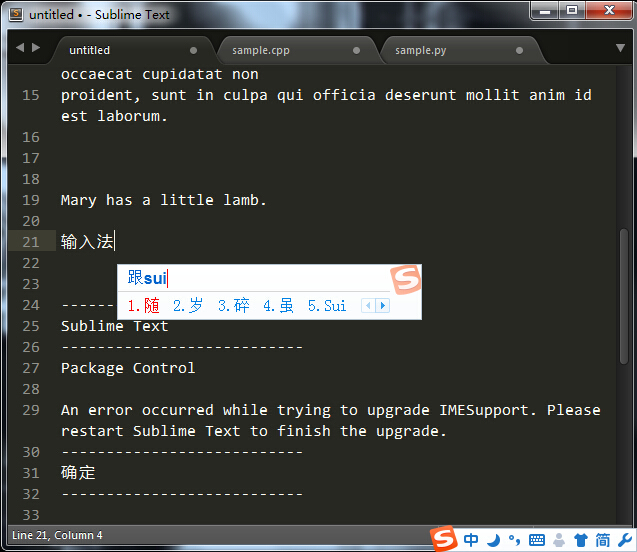 untitled • - Sublime Text
untitled
sample.cpp
sample.py
occaecat cupidatat non
15 proident, sunt in culpa qui officia deserunt mollit anim id
est laborum.
16
17
18
19 Mary has a little lamb.
20
21 输入法
22
跟sui
23
1.随 2.岁 3.碎 4.虽 5.Sui
24 --------
25 Sublime Text
26 ---------------------------
27 Package Control
28
29 An error occurred while trying to upgrade IMESupport. Please
restart Sublime Text to finish the upgrade.
30 ---------------------------
31 确定
32 ---------------------------
33
Line 21, Column 4
S 中 简